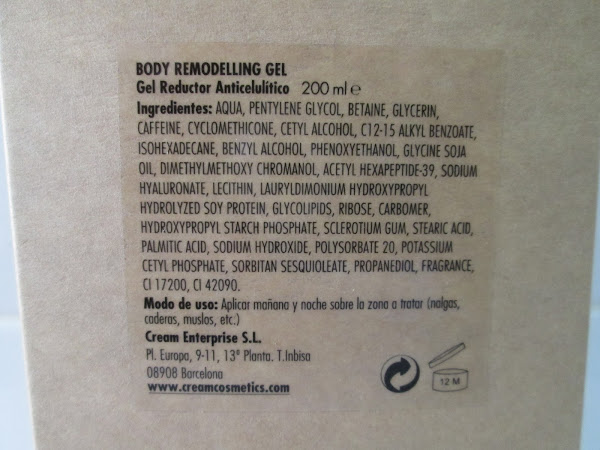 BODY REMODELLING GEL
Gel Reductor Anticelulítico 200 ml ℮
Ingredientes: AQUA, PENTYLENE GLYCOL, BETAINE, GLYCERIN,
CAFFEINE, CYCLOMETHICONE, CETYL ALCOHOL, C12-15 ALKYL BENZOATE,
ISOHEXADECANE, BENZYL ALCOHOL, PHENOXYETHANOL, GLYCINE SOJA
OIL, DIMETHYLMETHOXY CHROMANOL, ACETYL HEXAPEPTIDE-39, SODIUM
HYALURONATE, LECITHIN, LAURYLDIMONIUM HYDROXYPROPYL
HYDROLYZED SOY PROTEIN, GLYCOLIPIDS, RIBOSE, CARBOMER,
HYDROXYPROPYL STARCH PHOSPHATE, SCLEROTIUM GUM, STEARIC ACID,
PALMITIC ACID, SODIUM HYDROXIDE, POLYSORBATE 20, POTASSIUM
CETYL PHOSPHATE, SORBITAN SESQUIOLEATE, PROPANEDIOL, FRAGRANCE,
CI 17200, CI 42090.
Modo de uso: Aplicar mañana y noche sobre la zona a tratar (nalgas,
caderas, muslos, etc.)
Cream Enterprise S.L.
Pl. Europa, 9-11, 13ª Planta. T.Inbisa
08908 Barcelona
www.creamcosmetics.com
12 M